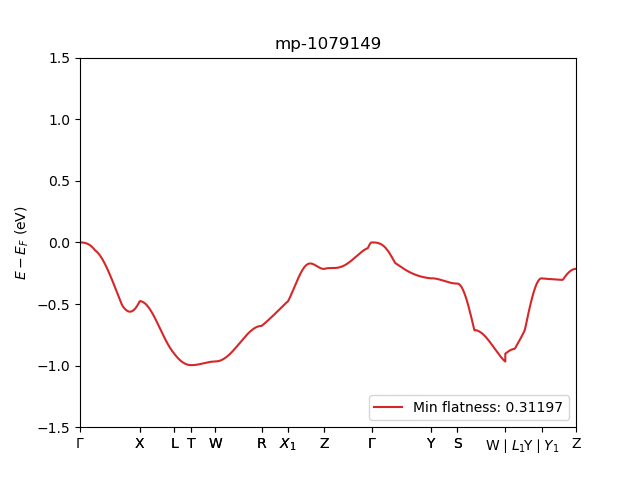 mp-1079149
1.5
1.0
0.5
0.0
−0.5
−1.0
−1.5
E − E_F (eV)
Min flatness: 0.31197
Γ X L T W R X₁ Z Γ Y S W | L₁Y | Y₁ Z